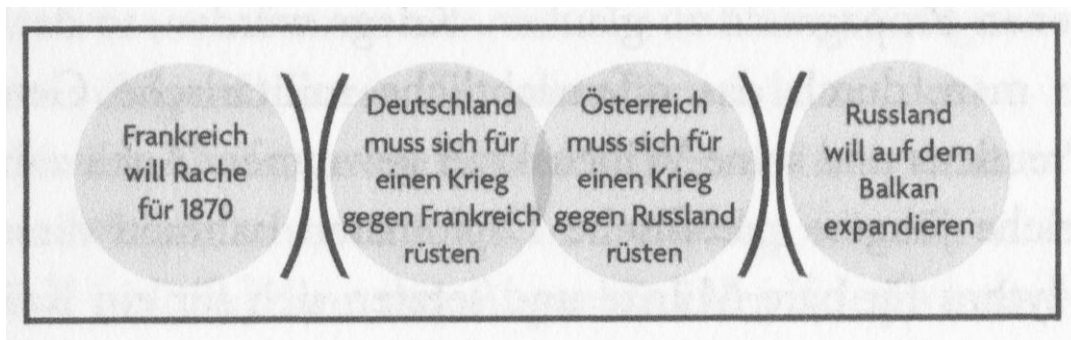 Frankreich
will Rache
für 1870
Deutschland
muss sich für
einen Krieg
gegen Frankreich
rüsten
Österreich
muss sich für
einen Krieg
gegen Russland
rüsten
Russland
will auf dem
Balkan
expandieren